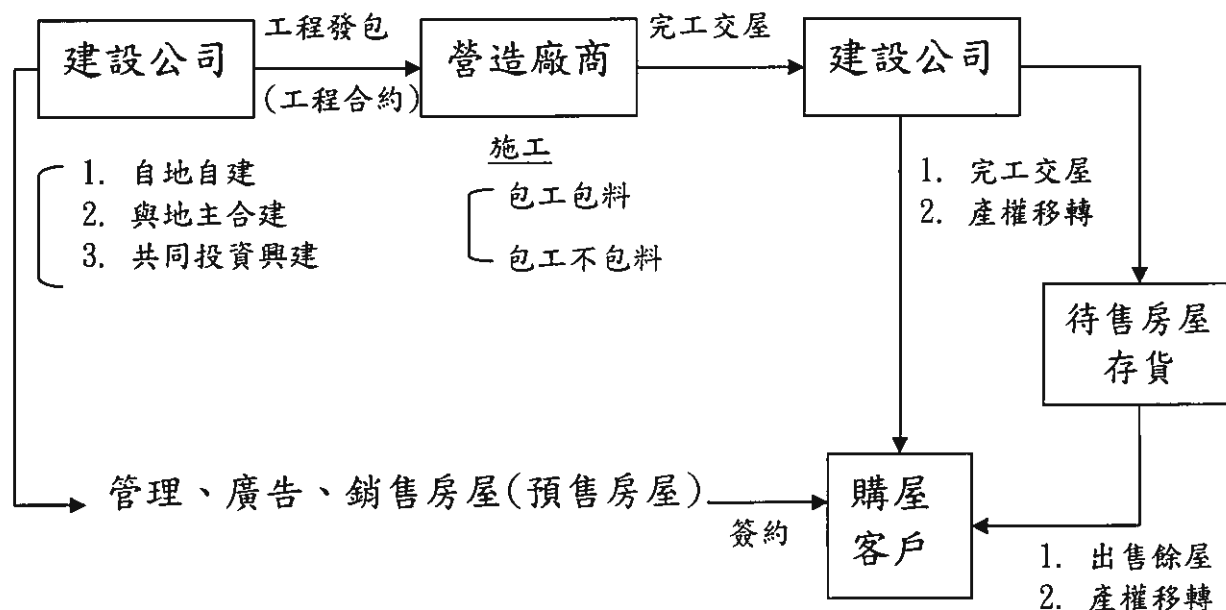 建設公司
工程發包
(工程合約)
營造廠商
完工交屋
建設公司
1. 自地自建
2. 與地主合建
3. 共同投資興建
施工
包工包料
包工不包料
1. 完工交屋
2. 產權移轉
待售房屋
存貨
管理、廣告、銷售房屋(預售房屋)
簽約
購屋
客戶
1. 出售餘屋
2. 產權移轉